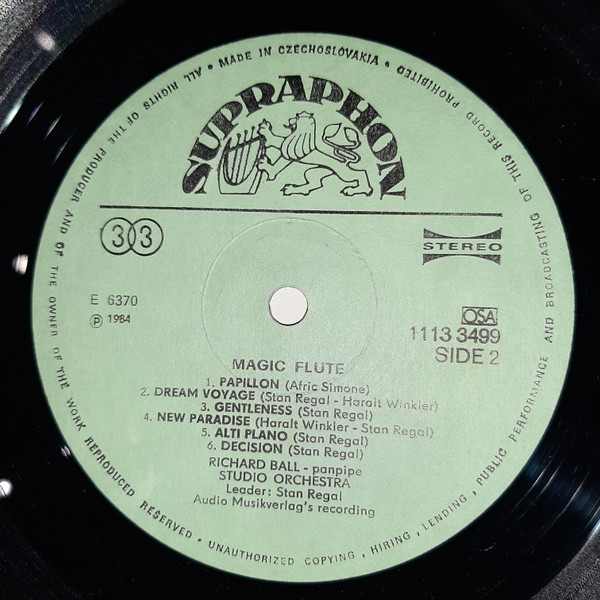 • MADE IN CZECHOSLOVAKIA •
ALL RIGHTS OF THE PRODUCER AND OF THE OWNER OF THE WORK REPRODUCED RESERVED • UNAUTHORIZED COPYING, HIRING, LENDING, PUBLIC PERFORMANCE AND BROADCASTING OF THIS RECORD PROHIBITED
SUPRAPHON
33
STEREO
E 6370
℗ 1984
OSA
1113 3499
SIDE 2
MAGIC FLUTE
1. PAPILLON (Afric Simone)
2. DREAM VOYAGE (Stan Regal - Haralt Winkler)
3. GENTLENESS (Stan Regal)
4. NEW PARADISE (Haralt Winkler - Stan Regal)
5. ALTI PLANO (Stan Regal)
6. DECISION (Stan Regal)
RICHARD BALL - panpipe
STUDIO ORCHESTRA
Leader: Stan Regal
Audio Musikverlag's recording